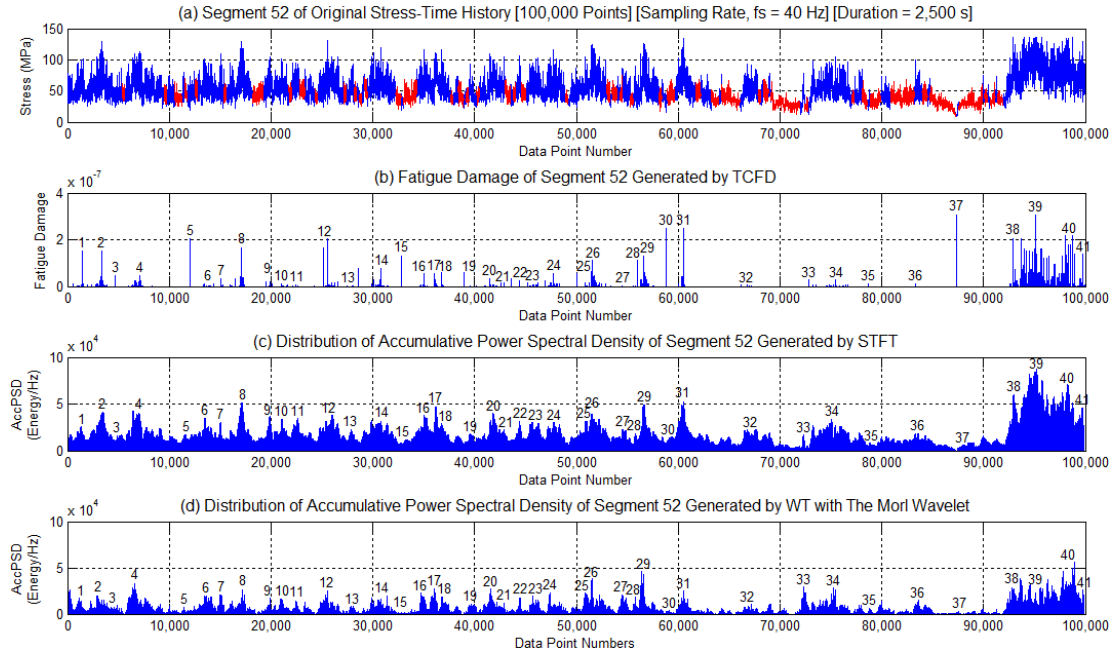 (a) Segment 52 of Original Stress-Time History [100,000 Points] [Sampling Rate, fs = 40 Hz] [Duration = 2,500 s]
Stress (MPa)
150
100
50
0
0 10,000 20,000 30,000 40,000 50,000 60,000 70,000 80,000 90,000 100,000
Data Point Number
(b) Fatigue Damage of Segment 52 Generated by TCFD
x 10^-7
Fatigue Damage
4
2
0
1 2 3 4 5 6 7 8 9 10 11 12 13 14 15 16 17 18 19 20 21 22 23 24 25 26 27 28 29 30 31 32 33 34 35 36 37 38 39 40 41
0 10,000 20,000 30,000 40,000 50,000 60,000 70,000 80,000 90,000 100,000
Data Point Number
(c) Distribution of Accumulative Power Spectral Density of Segment 52 Generated by STFT
x 10^4
AccPSD
(Energy/Hz)
10
5
0
1 2 3 4 5 6 7 8 9 10 11 12 13 14 15 16 17 18 19 20 21 22 23 24 25 26 27 28 29 30 31 32 33 34 35 36 37 38 39 40 41
0 10,000 20,000 30,000 40,000 50,000 60,000 70,000 80,000 90,000 100,000
Data Point Number
(d) Distribution of Accumulative Power Spectral Density of Segment 52 Generated by WT with The Morl Wavelet
x 10^4
AccPSD
(Energy/Hz)
10
5
0
1 2 3 4 5 6 7 8 9 10 11 12 13 14 15 16 17 18 19 20 21 22 23 24 25 26 27 28 29 30 31 32 33 34 35 36 37 38 39 40 41
0 10,000 20,000 30,000 40,000 50,000 60,000 70,000 80,000 90,000 100,000
Data Point Numbers